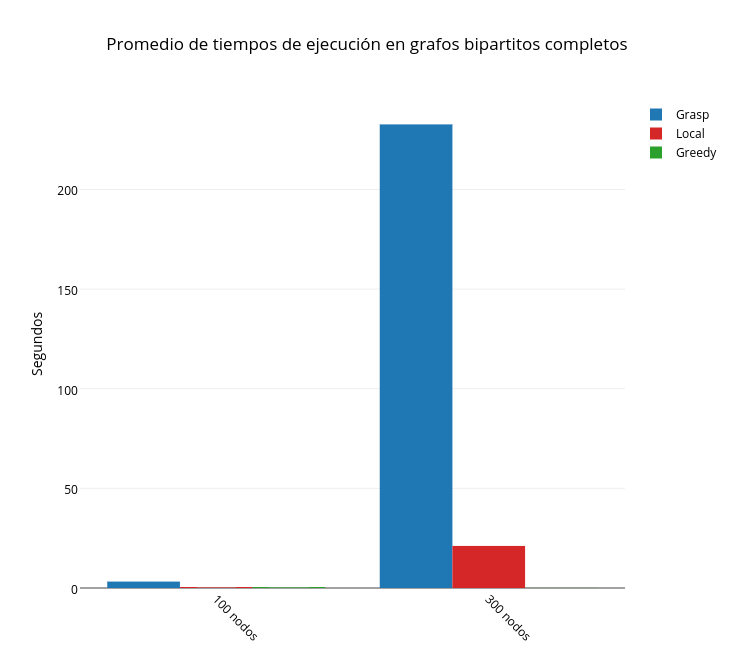 Promedio de tiempos de ejecución en grafos bipartitos completos
Grasp
Local
Greedy
200
150
100
50
0
Segundos
100 nodos
300 nodos